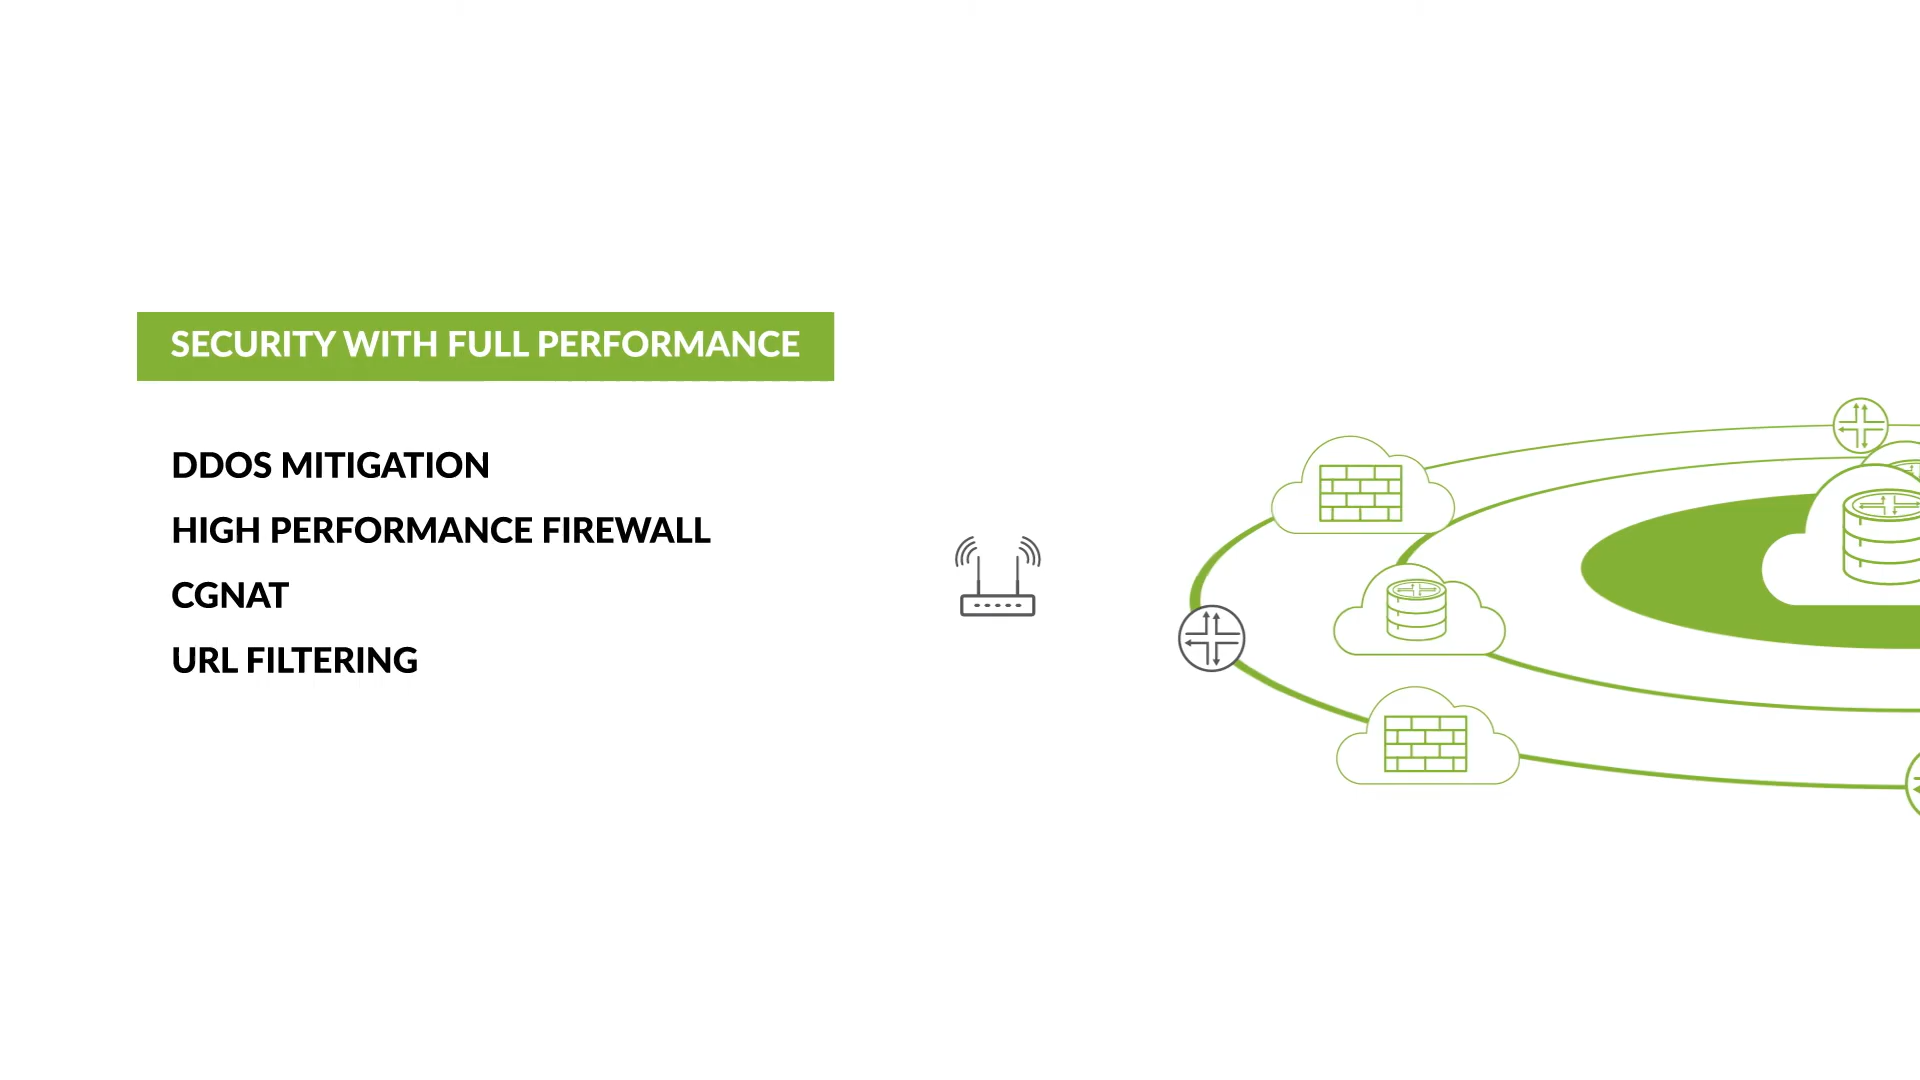 SECURITY WITH FULL PERFORMANCE
DDOS MITIGATION
HIGH PERFORMANCE FIREWALL
CGNAT
URL FILTERING